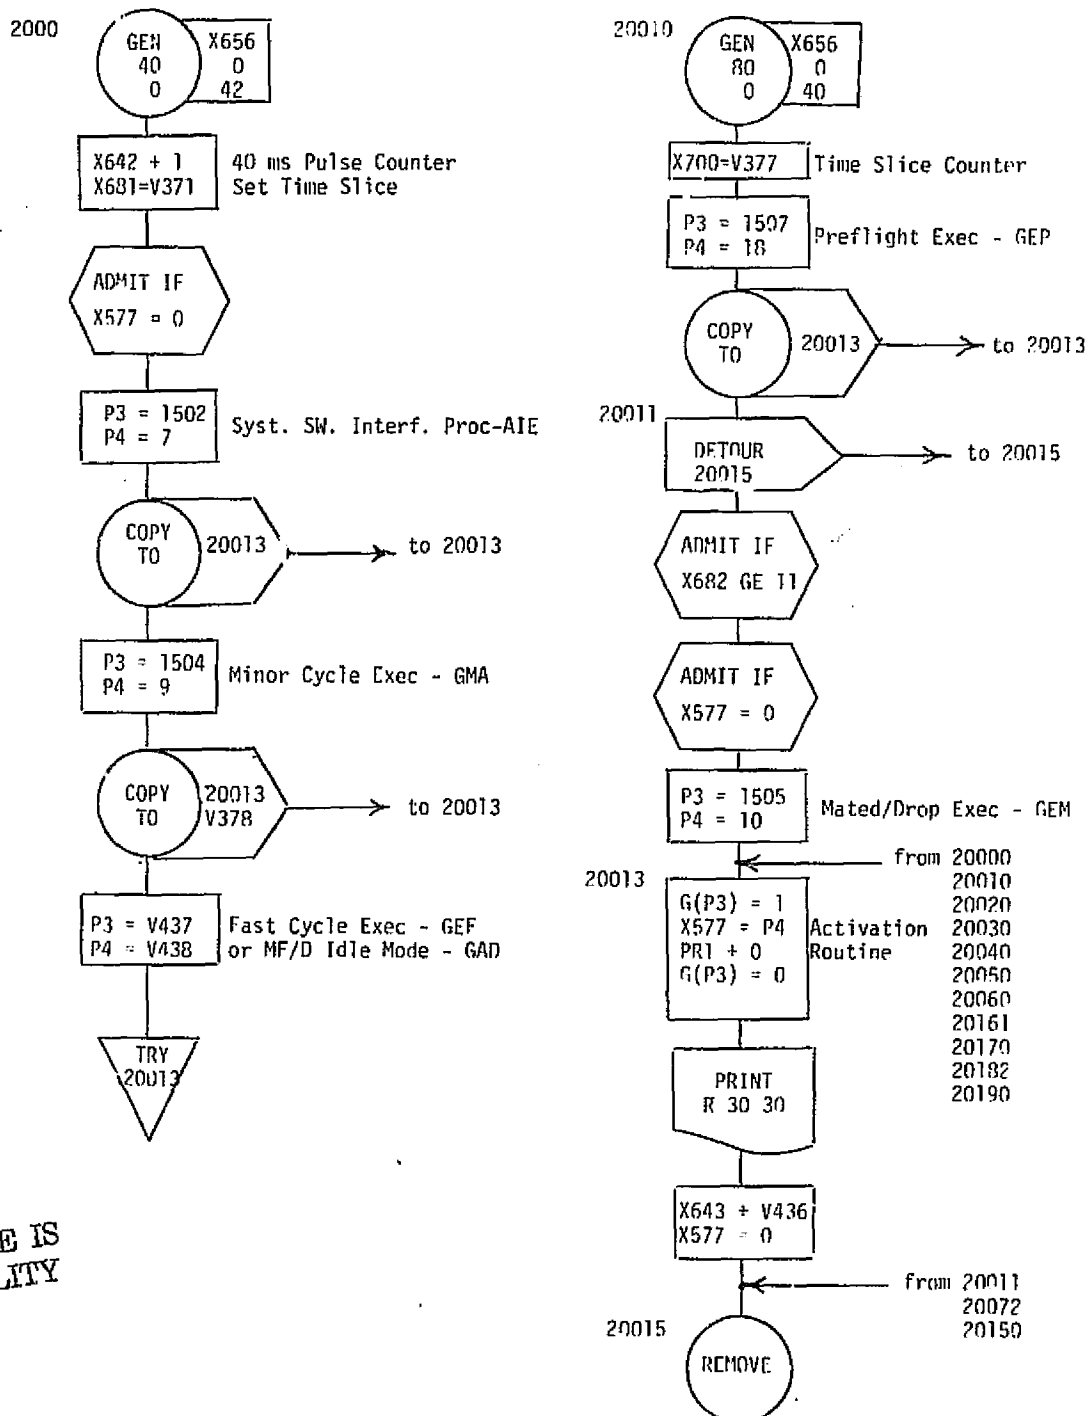 2000
GEN
40
0
X656
0
42
X642 + 1
X681=V371
40 ms Pulse Counter
Set Time Slice
ADMIT IF
X577 = 0
P3 = 1502
P4 = 7
Syst. SW. Interf. Proc-AIE
COPY
TO
20013
to 20013
P3 = 1504
P4 = 9
Minor Cycle Exec - GMA
COPY
TO
20013
V378
to 20013
P3 = V437
P4 = V438
Fast Cycle Exec - GEF
or MF/D Idle Mode - GAD
TRY
20013
E IS
LITY
20010
GEN
80
0
X656
0
40
X700=V377
Time Slice Counter
P3 = 1507
P4 = 18
Preflight Exec - GEP
COPY
TO
20013
to 20013
20011
DETOUR
20015
to 20015
ADMIT IF
X682 GE I1
ADMIT IF
X577 = 0
P3 = 1505
P4 = 10
Mated/Drop Exec - GEM
from 20000
20010
20020
20030
20040
20050
20060
20161
20170
20182
20190
20013
G(P3) = 1
X577 = P4
PRI + 0
G(P3) = 0
Activation
Routine
PRINT
R 30 30
X643 + V436
X577 = 0
from 20011
20072
20150
20015
REMOVE